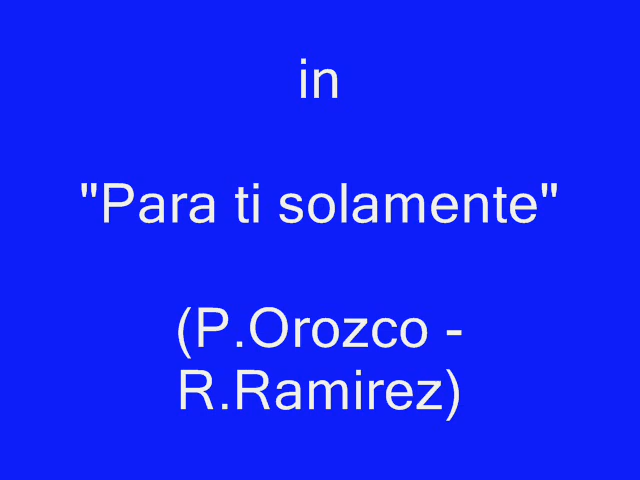 in
"Para ti solamente"
(P.Orozco -
R.Ramirez)